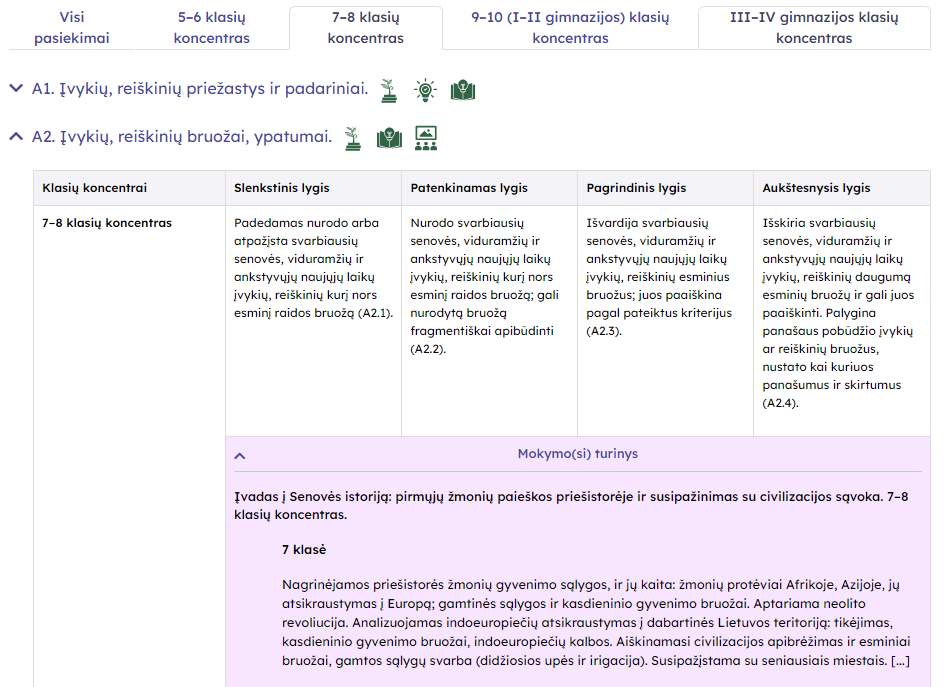 Visi pasiekimai
5–6 klasių koncentras
7–8 klasių koncentras
9–10 (I–II gimnazijos) klasių koncentras
III–IV gimnazijos klasių koncentras
A1. Įvykių, reiškinių priežastys ir padariniai.
A2. Įvykių, reiškinių bruožai, ypatumai.
Klasių koncentrai
Slenkstinis lygis
Patenkinamas lygis
Pagrindinis lygis
Aukštesnysis lygis
7–8 klasių koncentras
Padedamas nurodo arba
atpažįsta svarbiausių
senovės, viduramžių ir
ankstyvųjų naujųjų laikų
įvykių, reiškinių kurį nors
esminį raidos bruožą (A2.1).
Nurodo svarbiausių
senovės, viduramžių ir
ankstyvųjų naujųjų laikų
įvykių, reiškinių kurį nors
esminį raidos bruožą; gali
nurodytą bruožą
fragmentiškai apibūdinti
(A2.2).
Išvardija svarbiausių
senovės, viduramžių ir
ankstyvųjų naujųjų laikų
įvykių, reiškinių esminius
bruožus; juos paaiškina
pagal pateiktus kriterijus
(A2.3).
Išskiria svarbiausių
senovės, viduramžių ir
ankstyvųjų naujųjų laikų
įvykių, reiškinių daugumą
esminių bruožų ir gali juos
paaiškinti. Palygina
panašaus pobūdžio įvykių
ar reiškinių bruožus,
nustato kai kuriuos
panašumus ir skirtumus
(A2.4).
Mokymo(si) turinys
Įvadas į Senovės istoriją: pirmųjų žmonių paieškos priešistorėje ir susipažinimas su civilizacijos sąvoka. 7–8
klasių koncentras.
7 klasė
Nagrinėjamos priešistorės žmonių gyvenimo sąlygos, ir jų kaita: žmonių protėviai Afrikoje, Azijoje, jų
atsikraustymas į Europą; gamtinės sąlygos ir kasdieninio gyvenimo bruožai. Aptariama neolito
revoliucija. Analizuojamas indoeuropiečių atsikraustymas į dabartinės Lietuvos teritoriją: tikėjimas,
kasdieninio gyvenimo bruožai, indoeuropiečių kalbos. Aiškinamasi civilizacijos apibrėžimas ir esminiai
bruožai, gamtos sąlygų svarba (didžiosios upės ir irigacija). Susipažįstama su seniausiais miestais. [...]